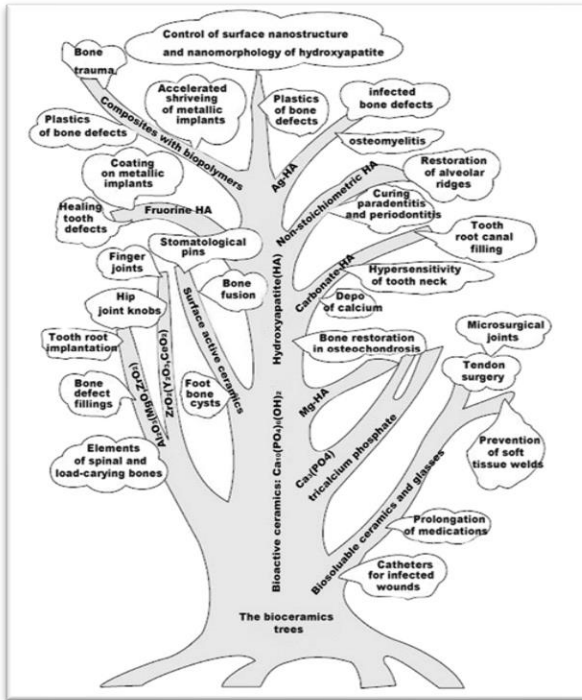 Control of surface nanostructure
and nanomorphology of hydroxyapatite
Bone
trauma
Composites with biopolymers
Accelerated
shriveing
of metallic
implants
Plastics
of bone
defects
infected
bone defects
Plastics
of bone defects
Ag-HA
osteomyelitis
Coating
on metallic
implants
Non-stoichiometric HA
Restoration
of alveolar
ridges
Curing
paradentitis
and periodontitis
Healing
tooth
defects
Fruorine HA
Stomatological
pins
Tooth
root canal
filling
Finger
joints
Carbonate-HA
Hypersensitivity
of tooth neck
Bone
fusion
Depo
of calcium
Hip
joint knobs
Surface active ceramics
Hydroxyapatite(HA)
Microsurgical
joints
Tooth root
implantation
ZrO₂(Y₂O₃,CeO₂)
Bone restoration
in osteochondrosis
Tendon
surgery
Bone
defect
fillings
Al₂O₃(MgO,ZrO₂)
Foot
bone
cysts
Mg-HA
Elements
of spinal and
load-carying bones
Bioactive ceramics: Ca₁₀(PO₄)₆(OH)₂
Ca₃(PO4)
tricalcium phosphate
Prevention
of soft
tissue welds
Biosoluable ceramics and glasses
Prolongation
of medications
Catheters
for infected
wounds
The bioceramics
trees